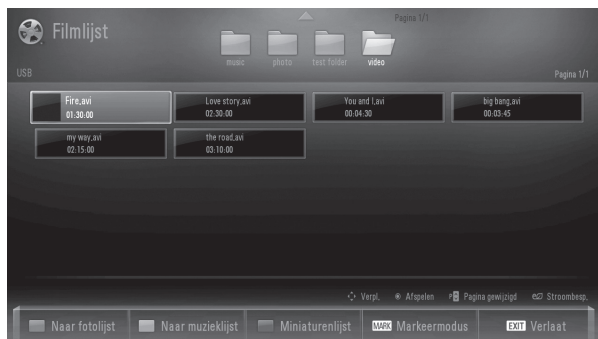 Filmlijst
Pagina 1/1
music photo test folder video
USB
Pagina 1/1
Fire,avi
01:30:00
Love story,avi
02:30:00
You and I,avi
00:04:30
big bang,avi
00:03:45
my way,avi
02:15:00
the road,avi
03:10:00
Verpl. Afspelen P Pagina gewijzigd Stroombesp.
Naar fotolijst Naar muzieklijst Miniaturenlijst MARK Markeermodus EXIT Verlaat